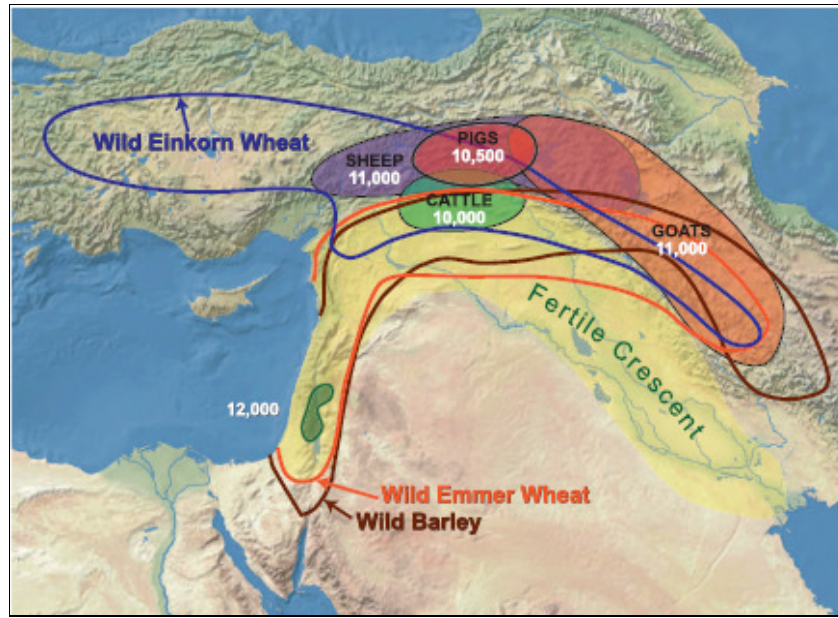 Wild Einkorn Wheat
PIGS
10,500
SHEEP
11,000
CATTLE
10,000
GOATS
11,000
Fertile Crescent
12,000
Wild Emmer Wheat
Wild Barley